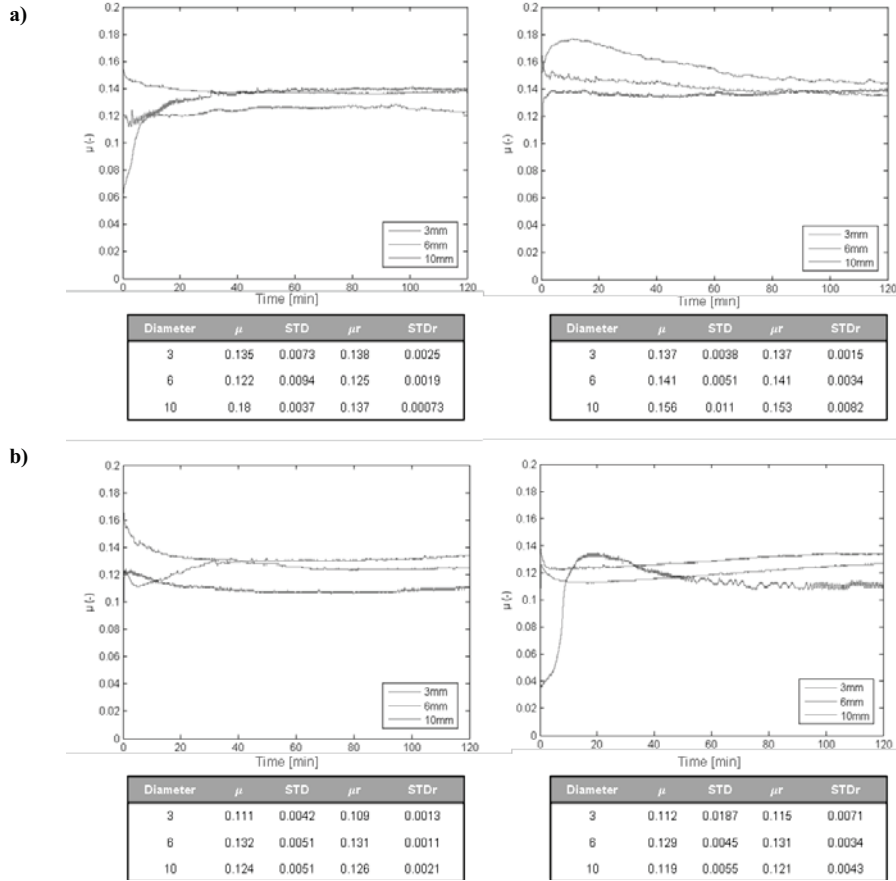 a)
0.2
0.18
0.16
0.14
0.12
0.1
0.08
0.06
0.04
0.02
0
μ (-)
0 20 40 60 80 100 120
Time [min]
3mm
6mm
10mm
0.2
0.18
0.16
0.14
0.12
0.1
0.08
0.06
0.04
0.02
0
μ (-)
0 20 40 60 80 100 120
Time [min]
3mm
6mm
10mm
Diameter μ STD μr STDr
3 0.135 0.0073 0.138 0.0025
6 0.122 0.0094 0.125 0.0019
10 0.18 0.0037 0.137 0.00073
Diameter μ STD μr STDr
3 0.137 0.0038 0.137 0.0015
6 0.141 0.0051 0.141 0.0034
10 0.156 0.011 0.153 0.0082
b)
0.2
0.18
0.16
0.14
0.12
0.1
0.08
0.06
0.04
0.02
0
μ (-)
0 20 40 60 80 100 120
Time [min]
3mm
6mm
10mm
0.2
0.18
0.16
0.14
0.12
0.1
0.08
0.06
0.04
0.02
0
μ (-)
0 20 40 60 80 100 120
Time [min]
3mm
6mm
10mm
Diameter μ STD μr STDr
3 0.111 0.0042 0.109 0.0013
6 0.132 0.0051 0.131 0.0011
10 0.124 0.0051 0.126 0.0021
Diameter μ STD μr STDr
3 0.112 0.0187 0.115 0.0071
6 0.129 0.0045 0.131 0.0034
10 0.119 0.0055 0.121 0.0043